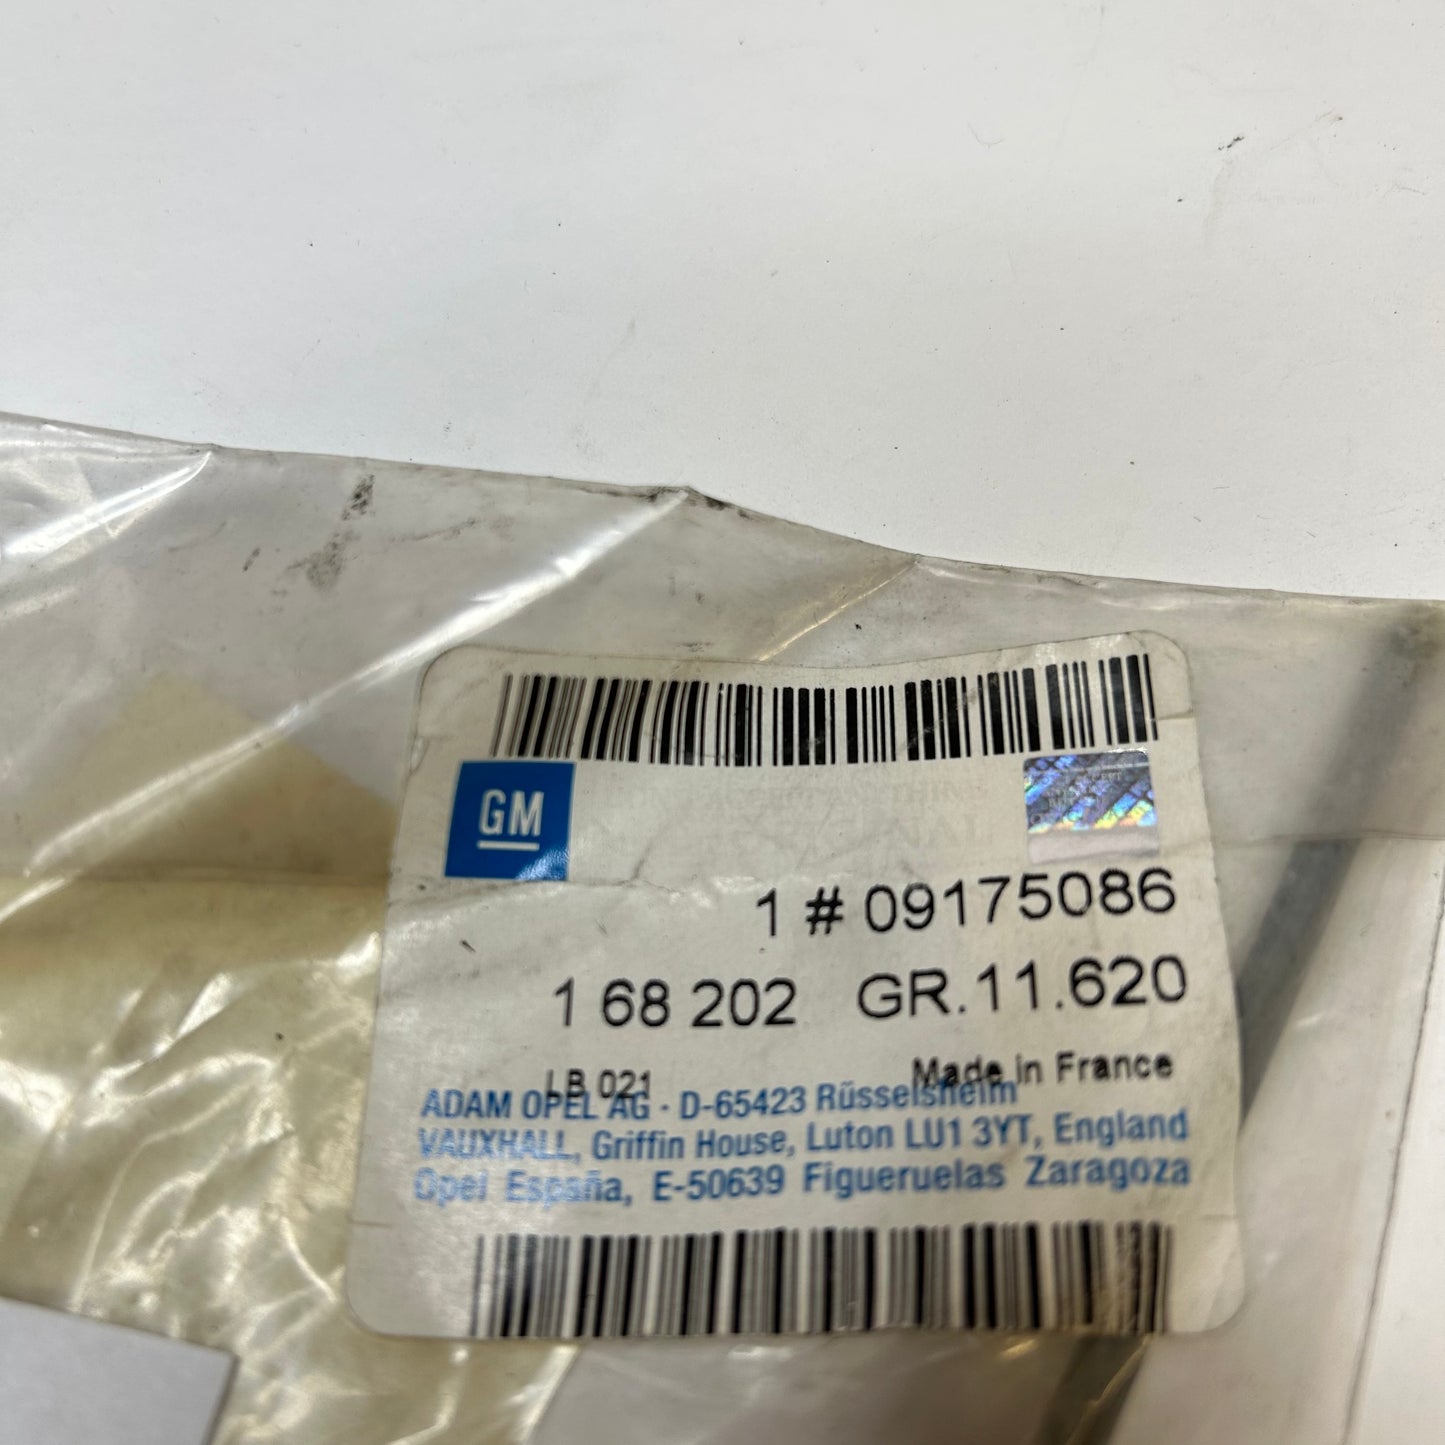 GM
1 # 09175086
1 68 202 GR.11.620
LB 021 Made in France
ADAM OPEL AG · D-65423 Rüsselsheim
VAUXHALL, Griffin House, Luton LU1 3YT, England
Opel España, E-50639 Figueruelas Zaragoza